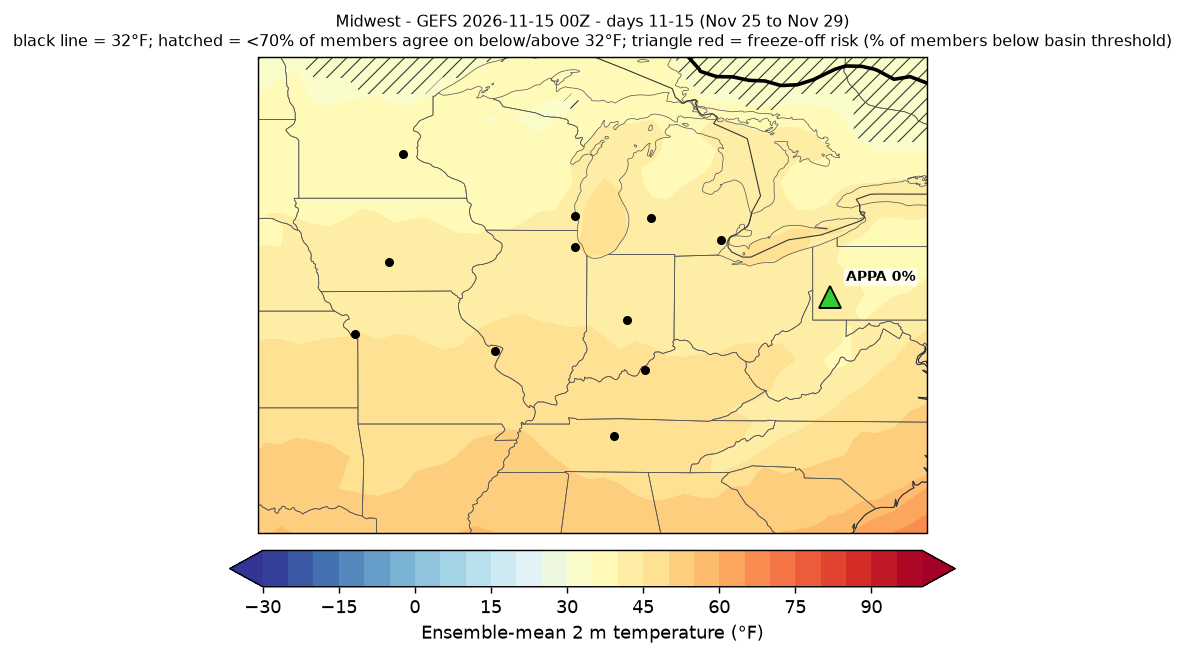 Midwest - GEFS 2026-11-15 00Z - days 11-15 (Nov 25 to Nov 29)
black line = 32°F; hatched = <70% of members agree on below/above 32°F; triangle red = freeze-off risk (% of members below basin threshold)
APPA 0%
−30 −15 0 15 30 45 60 75 90
Ensemble-mean 2 m temperature (°F)